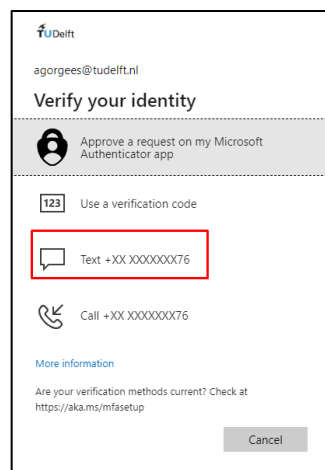 TUDelft
agorgees@tudelft.nl
Verify your identity
Approve a request on my Microsoft
Authenticator app
123 Use a verification code
Text +XX XXXXXXX76
Call +XX XXXXXXX76
More information
Are your verification methods current? Check at
https://aka.ms/mfasetup
Cancel